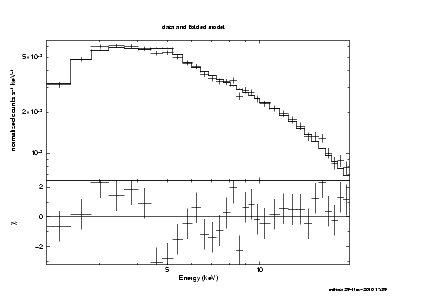 data and folded model
normalized counts s⁻¹ keV⁻¹
5×10⁻³
2×10⁻³
10⁻³
2
0
−2
χ
5
10
Energy (keV)